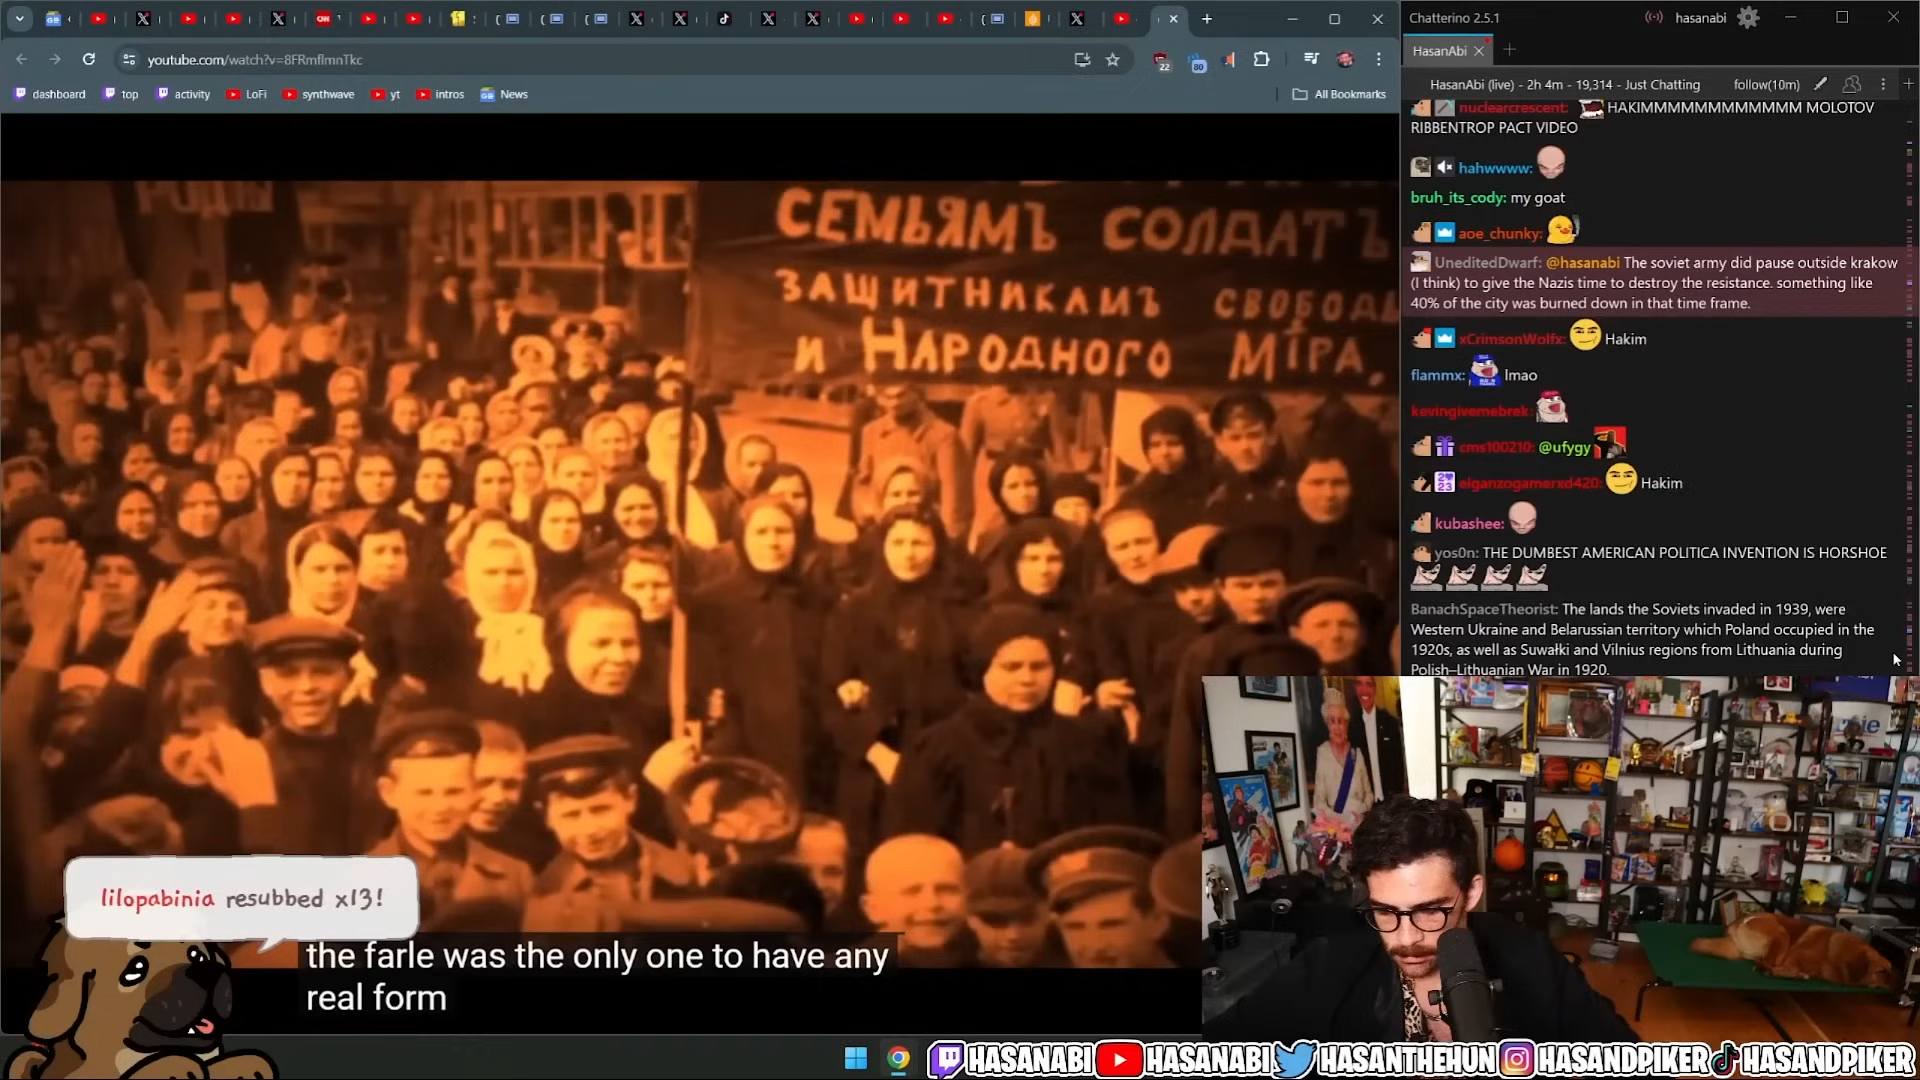 youtube.com/watch?v=8FRmflmnTkc
22
80
dashboard
top
activity
LoFi
synthwave
yt
intros
News
All Bookmarks
СЕМЬЯМЪ СОЛДАТЪ
ЗАЩИТНИКАМЪ СВОБОД
И НАРОДНОГО МІРА.
lilopabinia resubbed x13!
the farle was the only one to have any
real form
Chatterino 2.5.1
hasanabi
HasanAbi
HasanAbi (live) - 2h 4m - 19,314 - Just Chatting
follow(10m)
nuclearcrescent: HAKIMMMMMMMMMMMMM MOLOTOV
RIBBENTROP PACT VIDEO
hahwwww:
bruh_its_cody: my goat
aoe_chunky:
UneditedDwarf: @hasanabi The soviet army did pause outside krakow
(I think) to give the Nazis time to destroy the resistance. something like
40% of the city was burned down in that time frame.
xCrimsonWolfx: Hakim
flammx: lmao
kevingivemebrek:
cms100210: @ufygy
elganzogamerxd420: Hakim
kubashee:
yos0n: THE DUMBEST AMERICAN POLITICA INVENTION IS HORSHOE
BanachSpaceTheorist: The lands the Soviets invaded in 1939, were
Western Ukraine and Belarussian territory which Poland occupied in the
1920s, as well as Suwałki and Vilnius regions from Lithuania during
Polish–Lithuanian War in 1920.
HASANABI
HASANABI
HASANTHEHUN
HASANDPIKER
HASANDPIKER